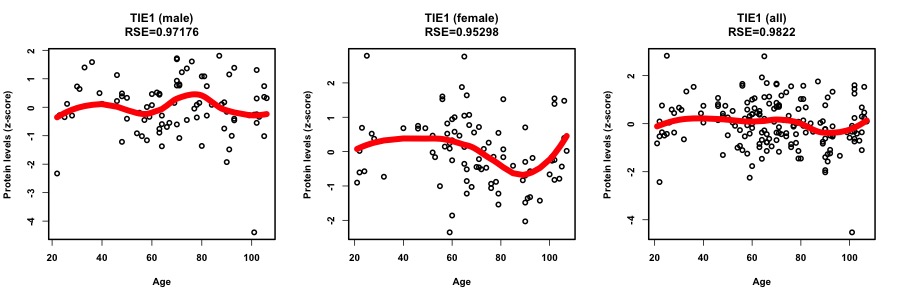 TIE1 (male)
RSE=0.97176
Protein levels (z-score)
2
1
0
-1
-2
-3
-4
20 40 60 80 100
Age
TIE1 (female)
RSE=0.95298
Protein levels (z-score)
2
1
0
-1
-2
20 40 60 80 100
Age
TIE1 (all)
RSE=0.9822
Protein levels (z-score)
2
0
-2
-4
20 40 60 80 100
Age